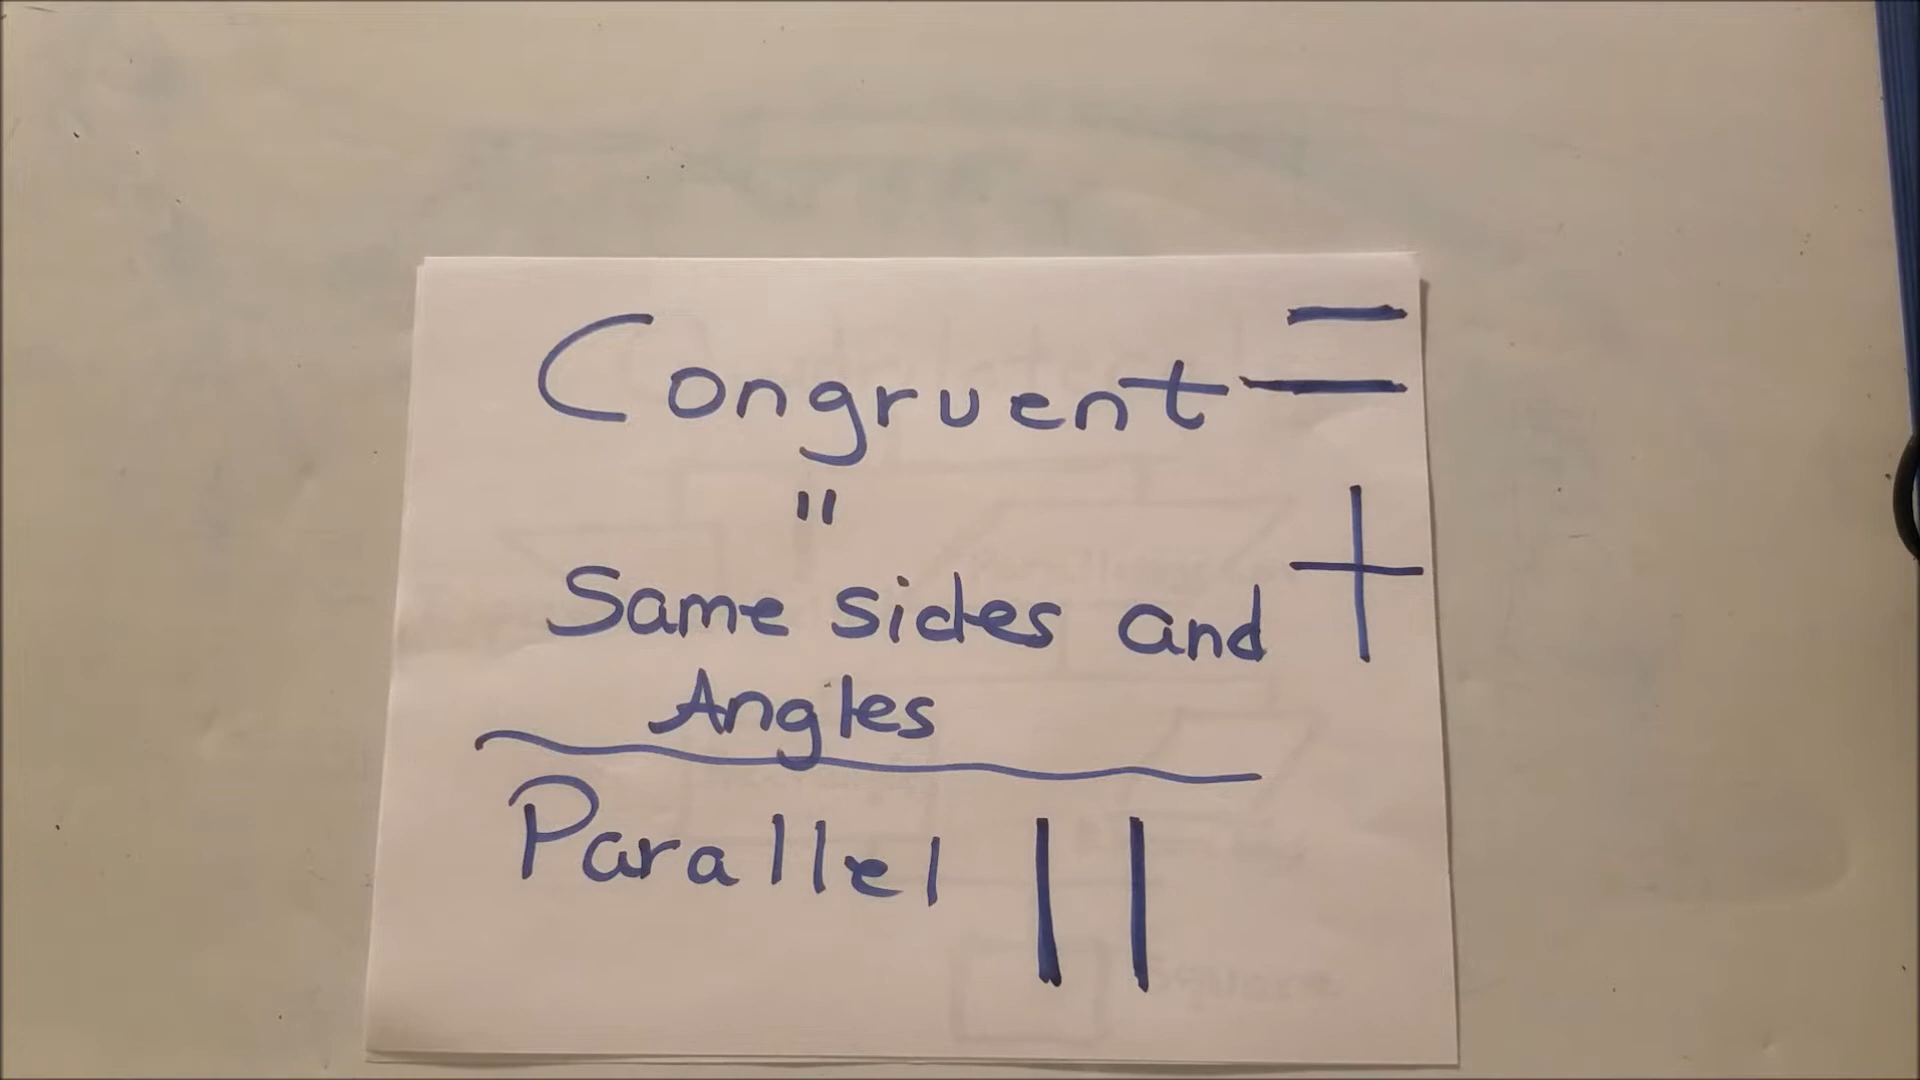 Congruent =
"
Same sides and +
Angles
Parallel ||